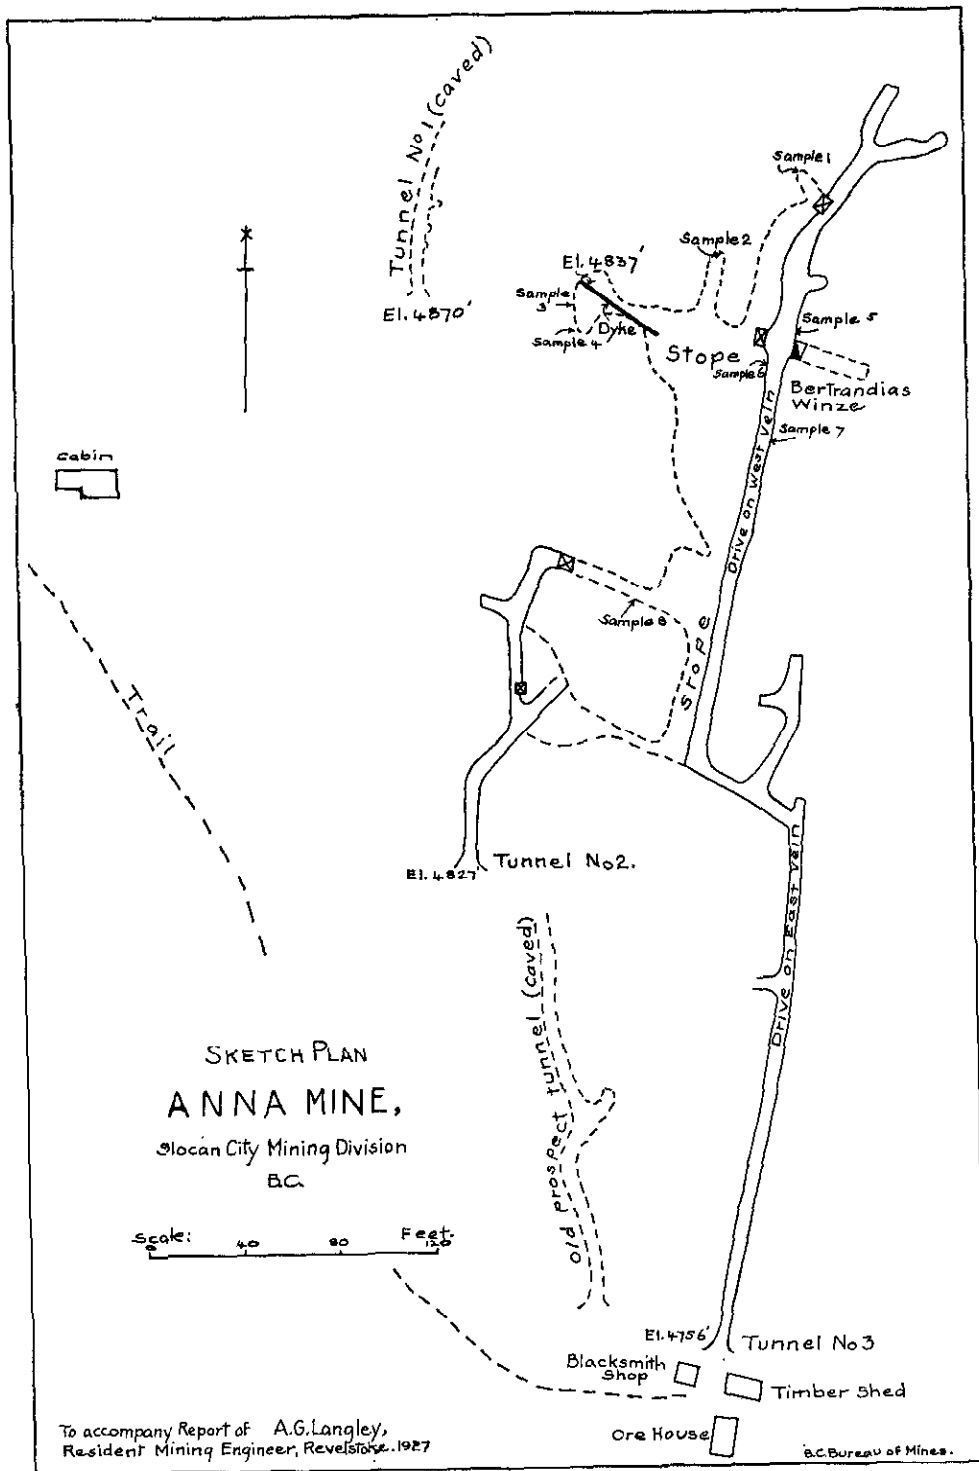 Tunnel No 1 (caved)
El. 4870'
Sample 1
Sample 2
El. 4837'
Sample
3
Sample 4
Dyke
Stope
Sample 5
Sample 6
Bertrandias
Winze
Sample 7
Drive on West Vein
Cabin
Trail
Sample 8
Stope
El. 4827'
Tunnel No2.
Drive on East Vein
Old prospect tunnel (caved)
SKETCH PLAN
ANNA MINE,
Slocan City Mining Division
B.C.
Scale:
Feet.
0 40 80 120
El. 4756'
Tunnel No3
Blacksmith
Shop
Timber Shed
Ore House
To accompany Report of A.G. Langley,
Resident Mining Engineer, Revelstoke. 1927
B.C. Bureau of Mines.